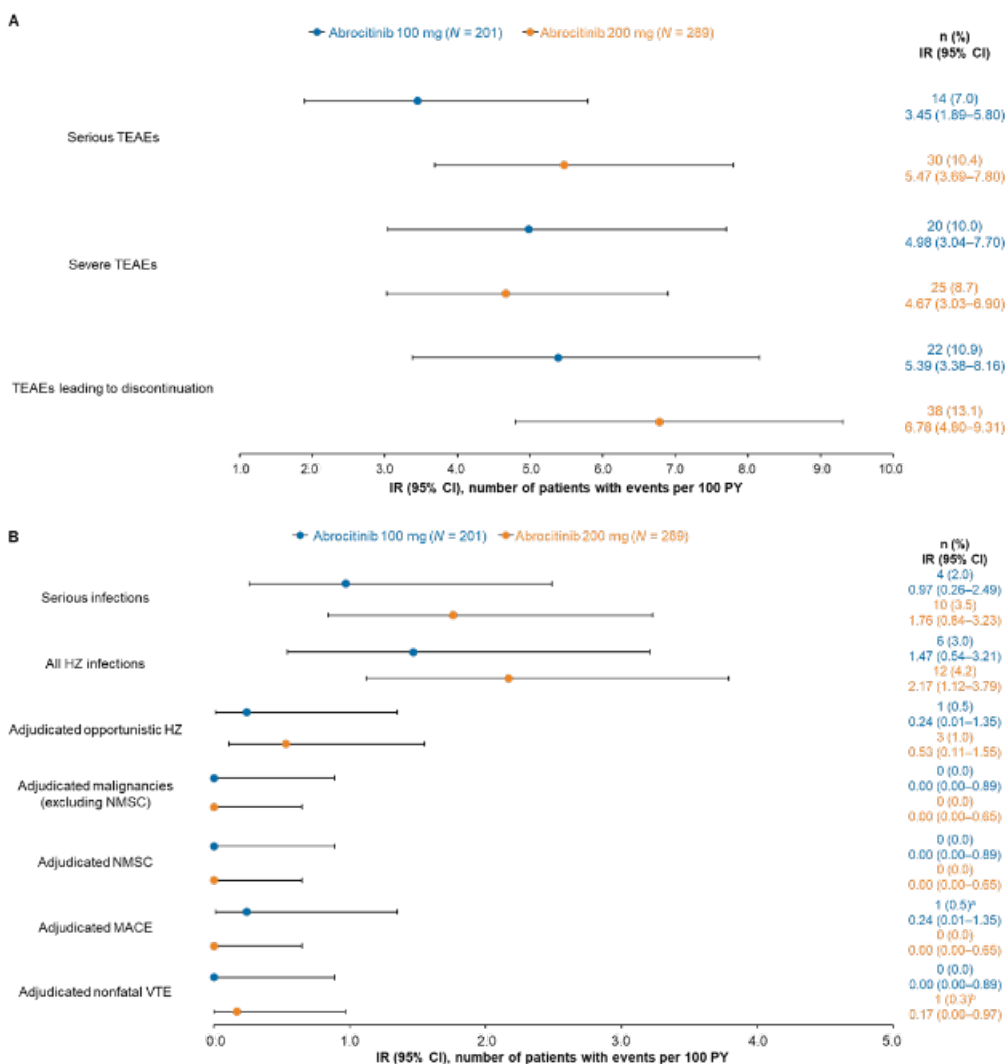 A
Abrocitinib 100 mg (N = 201) Abrocitinib 200 mg (N = 289)
n (%)
IR (95% CI)
14 (7.0)
3.45 (1.89–5.80)
Serious TEAEs
30 (10.4)
5.47 (3.69–7.80)
20 (10.0)
4.98 (3.04–7.70)
Severe TEAEs
25 (8.7)
4.67 (3.03–6.90)
22 (10.9)
5.39 (3.38–8.16)
TEAEs leading to discontinuation
38 (13.1)
6.78 (4.80–9.31)
1.0 2.0 3.0 4.0 5.0 6.0 7.0 8.0 9.0 10.0
IR (95% CI), number of patients with events per 100 PY
B
Abrocitinib 100 mg (N = 201) Abrocitinib 200 mg (N = 289)
n (%)
IR (95% CI)
4 (2.0)
0.97 (0.26–2.49)
Serious infections
10 (3.5)
1.76 (0.84–3.23)
6 (3.0)
1.47 (0.54–3.21)
All HZ infections
12 (4.2)
2.17 (1.12–3.79)
1 (0.5)
0.24 (0.01–1.35)
Adjudicated opportunistic HZ
3 (1.0)
0.53 (0.11–1.55)
0 (0.0)
0.00 (0.00–0.89)
Adjudicated malignancies
(excluding NMSC)
0 (0.0)
0.00 (0.00–0.65)
0 (0.0)
0.00 (0.00–0.89)
Adjudicated NMSC
0 (0.0)
0.00 (0.00–0.65)
1 (0.5)ᵃ
0.24 (0.01–1.35)
Adjudicated MACE
0 (0.0)
0.00 (0.00–0.65)
0 (0.0)
0.00 (0.00–0.89)
Adjudicated nonfatal VTE
1 (0.3)ᵇ
0.17 (0.00–0.97)
1.0 2.0 3.0 4.0 5.0
IR (95% CI), number of patients with events per 100 PY